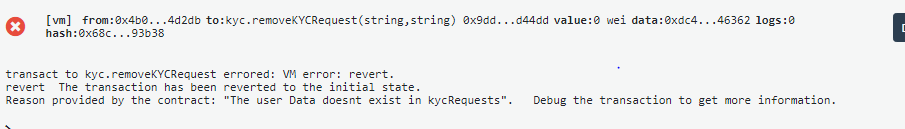 [vm] from:0x4b0...4d2db to:kyc.removeKYCRequest(string,string) 0x9dd...d44dd value:0 wei data:0xdc4...46362 logs:0
hash:0x68c...93b38
transact to kyc.removeKYCRequest errored: VM error: revert.
revert The transaction has been reverted to the initial state.
Reason provided by the contract: "The user Data doesnt exist in kycRequests". Debug the transaction to get more information.